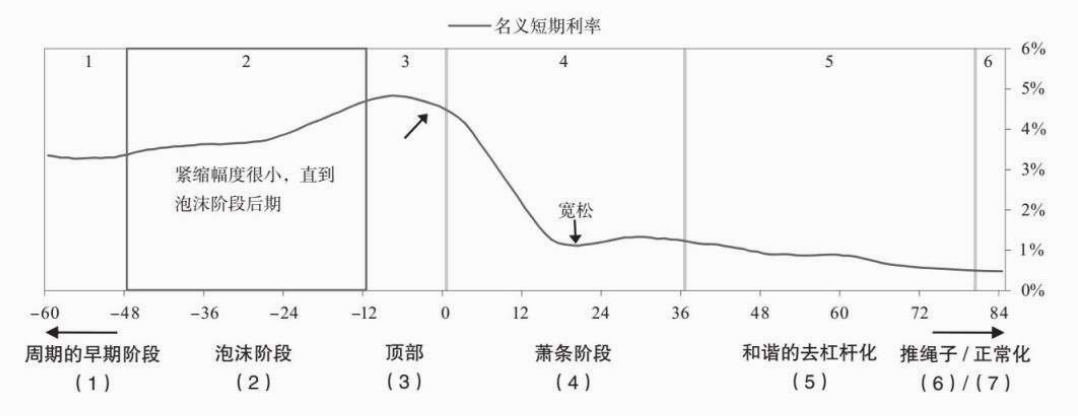 名义短期利率
1 2 3 4 5 6
6%
5%
4%
3%
2%
1%
0%
紧缩幅度很小，直到
泡沫阶段后期
宽松
-60 -48 -36 -24 -12 0 12 24 36 48 60 72 84
周期的早期阶段 泡沫阶段 顶部 萧条阶段 和谐的去杠杆化 推绳子 / 正常化
（1） （2） （3） （4） （5） （6）/（7）